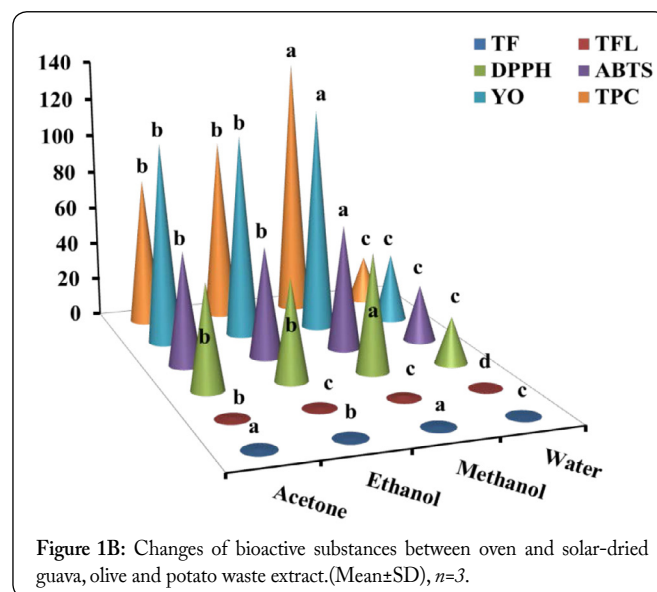 TF TFL
DPPH ABTS
YO TPC
140
120
100
80
60
40
20
0
b b b b a a c c
b b a c
b b a c
b c c d
a b a c
Acetone
Ethanol
Methanol
Water
Figure 1B: Changes of bioactive substances between oven and solar-dried
guava, olive and potato waste extract.(Mean±SD), n=3.